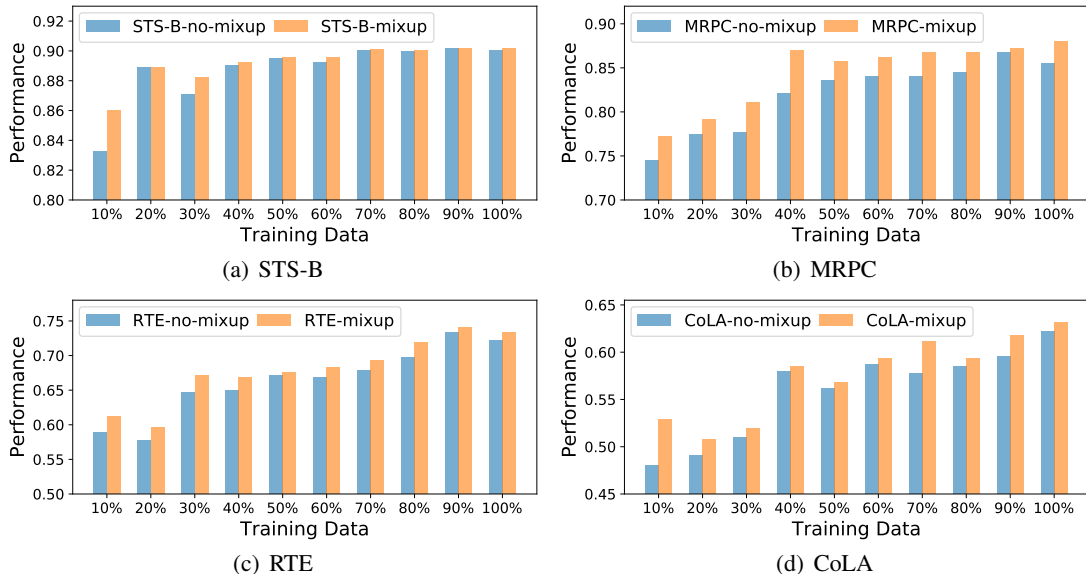 STS-B-no-mixup STS-B-mixup
0.92
0.90
0.88
0.86
0.84
0.82
0.80
Performance
10% 20% 30% 40% 50% 60% 70% 80% 90% 100%
Training Data
(a) STS-B
MRPC-no-mixup MRPC-mixup
0.90
0.85
0.80
0.75
0.70
Performance
10% 20% 30% 40% 50% 60% 70% 80% 90% 100%
Training Data
(b) MRPC
RTE-no-mixup RTE-mixup
0.75
0.70
0.65
0.60
0.55
0.50
Performance
10% 20% 30% 40% 50% 60% 70% 80% 90% 100%
Training Data
(c) RTE
CoLA-no-mixup CoLA-mixup
0.65
0.60
0.55
0.50
0.45
Performance
10% 20% 30% 40% 50% 60% 70% 80% 90% 100%
Training Data
(d) CoLA